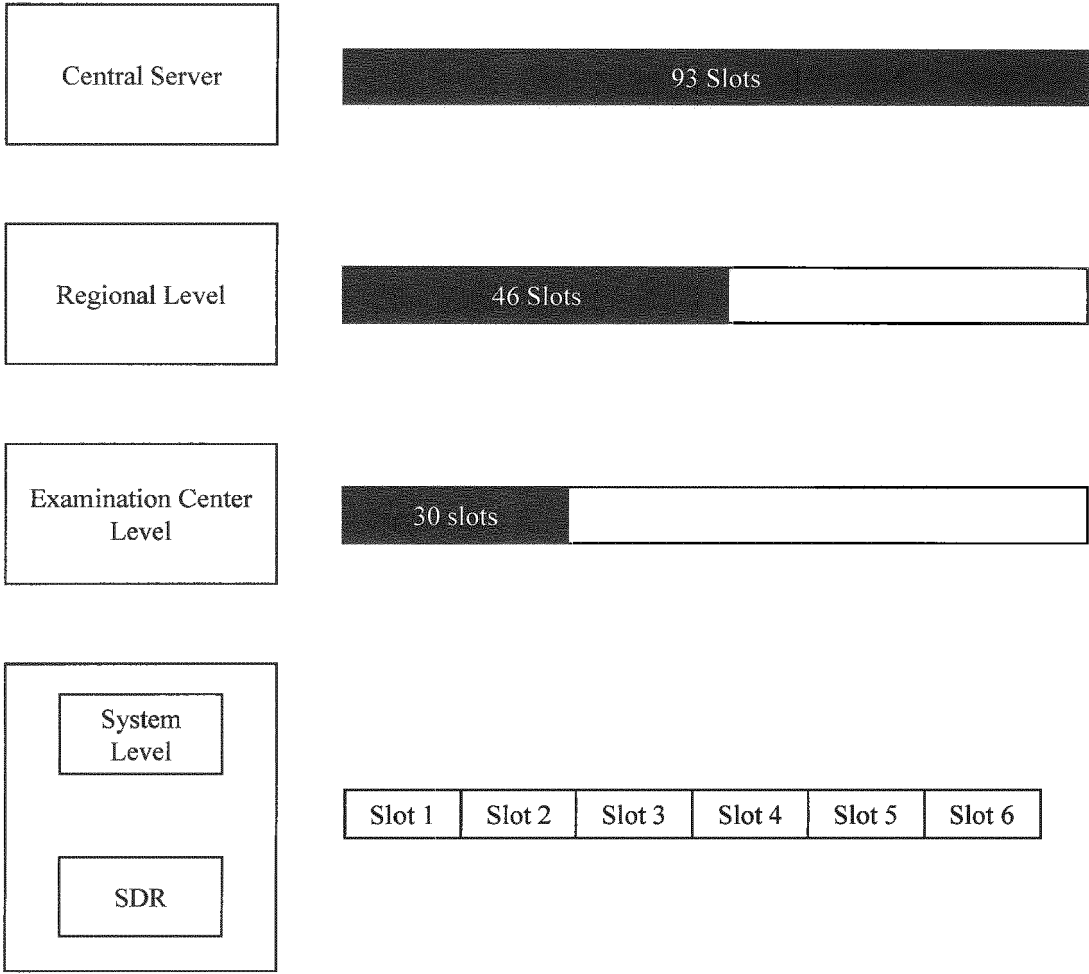 Central Server
93 Slots
Regional Level
46 Slots
Examination Center
Level
30 slots
System
Level
Slot 1 Slot 2 Slot 3 Slot 4 Slot 5 Slot 6
SDR